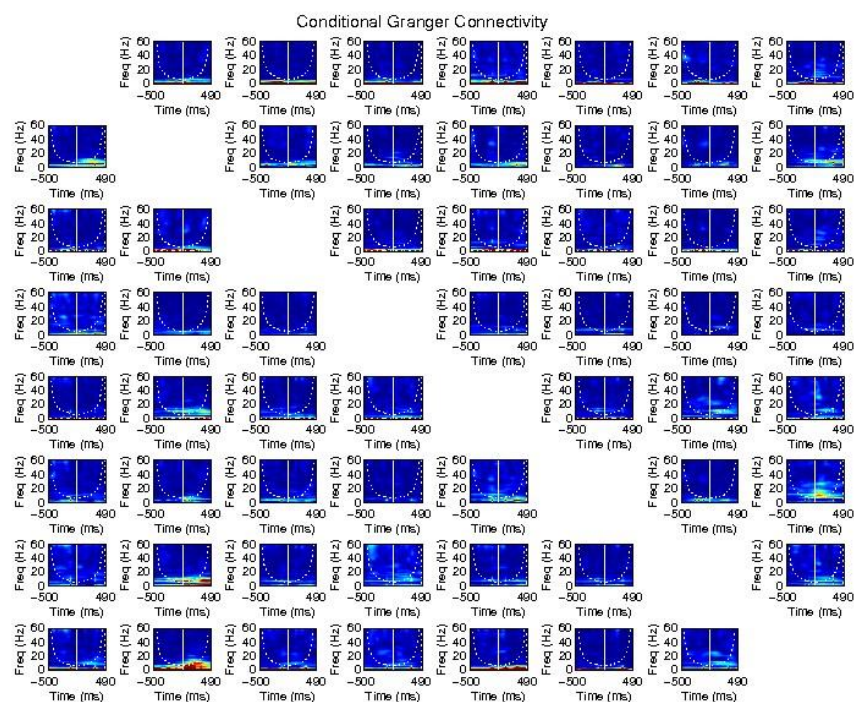 Conditional Granger Connectivity
60 60 60 60 60 60 60
40 40 40 40 40 40 40
Freq (Hz) Freq (Hz) Freq (Hz) Freq (Hz) Freq (Hz) Freq (Hz) Freq (Hz)
20 20 20 20 20 20 20
0 0 0 0 0 0 0
−500 490 −500 490 −500 490 −500 490 −500 490 −500 490 −500 490
Time (ms) Time (ms) Time (ms) Time (ms) Time (ms) Time (ms) Time (ms)
60 60 60 60 60 60 60
40 40 40 40 40 40 40
Freq (Hz) Freq (Hz) Freq (Hz) Freq (Hz) Freq (Hz) Freq (Hz) Freq (Hz)
20 20 20 20 20 20 20
0 0 0 0 0 0 0
−500 490 −500 490 −500 490 −500 490 −500 490 −500 490 −500 490
Time (ms) Time (ms) Time (ms) Time (ms) Time (ms) Time (ms) Time (ms)
60 60 60 60 60 60 60
40 40 40 40 40 40 40
Freq (Hz) Freq (Hz) Freq (Hz) Freq (Hz) Freq (Hz) Freq (Hz) Freq (Hz)
20 20 20 20 20 20 20
0 0 0 0 0 0 0
−500 490 −500 490 −500 490 −500 490 −500 490 −500 490 −500 490
Time (ms) Time (ms) Time (ms) Time (ms) Time (ms) Time (ms) Time (ms)
60 60 60 60 60 60 60
40 40 40 40 40 40 40
Freq (Hz) Freq (Hz) Freq (Hz) Freq (Hz) Freq (Hz) Freq (Hz) Freq (Hz)
20 20 20 20 20 20 20
0 0 0 0 0 0 0
−500 490 −500 490 −500 490 −500 490 −500 490 −500 490 −500 490
Time (ms) Time (ms) Time (ms) Time (ms) Time (ms) Time (ms) Time (ms)
60 60 60 60 60 60 60
40 40 40 40 40 40 40
Freq (Hz) Freq (Hz) Freq (Hz) Freq (Hz) Freq (Hz) Freq (Hz) Freq (Hz)
20 20 20 20 20 20 20
0 0 0 0 0 0 0
−500 490 −500 490 −500 490 −500 490 −500 490 −500 490 −500 490
Time (ms) Time (ms) Time (ms) Time (ms) Time (ms) Time (ms) Time (ms)
60 60 60 60 60 60 60
40 40 40 40 40 40 40
Freq (Hz) Freq (Hz) Freq (Hz) Freq (Hz) Freq (Hz) Freq (Hz) Freq (Hz)
20 20 20 20 20 20 20
0 0 0 0 0 0 0
−500 490 −500 490 −500 490 −500 490 −500 490 −500 490 −500 490
Time (ms) Time (ms) Time (ms) Time (ms) Time (ms) Time (ms) Time (ms)
60 60 60 60 60 60 60
40 40 40 40 40 40 40
Freq (Hz) Freq (Hz) Freq (Hz) Freq (Hz) Freq (Hz) Freq (Hz) Freq (Hz)
20 20 20 20 20 20 20
0 0 0 0 0 0 0
−500 490 −500 490 −500 490 −500 490 −500 490 −500 490 −500 490
Time (ms) Time (ms) Time (ms) Time (ms) Time (ms) Time (ms) Time (ms)
60 60 60 60 60 60 60
40 40 40 40 40 40 40
Freq (Hz) Freq (Hz) Freq (Hz) Freq (Hz) Freq (Hz) Freq (Hz) Freq (Hz)
20 20 20 20 20 20 20
0 0 0 0 0 0 0
−500 490 −500 490 −500 490 −500 490 −500 490 −500 490 −500 490
Time (ms) Time (ms) Time (ms) Time (ms) Time (ms) Time (ms) Time (ms)